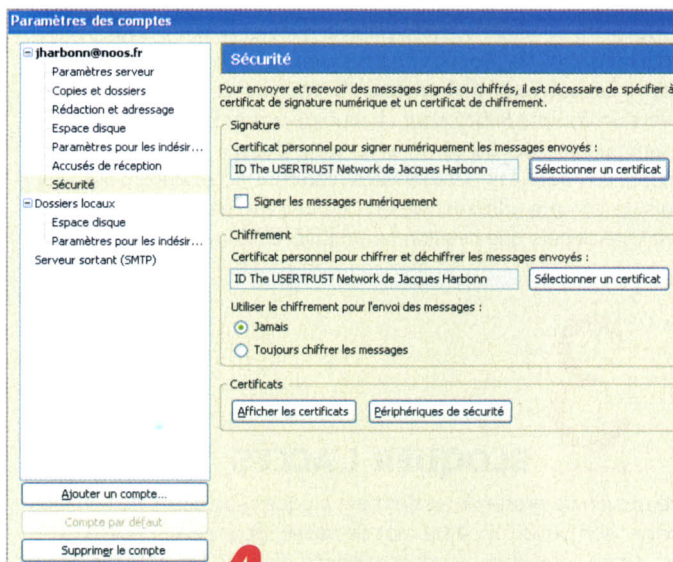 Paramètres des comptes
jharbonn@noos.fr
Paramètres serveur
Copies et dossiers
Rédaction et adressage
Espace disque
Paramètres pour les indésir...
Accusés de réception
Sécurité
Dossiers locaux
Espace disque
Paramètres pour les indésir...
Serveur sortant (SMTP)
Ajouter un compte...
Compte par défaut
Supprimer le compte
Sécurité
Pour envoyer et recevoir des messages signés ou chiffrés, il est nécessaire de spécifier à
certificat de signature numérique et un certificat de chiffrement.
Signature
Certificat personnel pour signer numériquement les messages envoyés :
ID The USERTRUST Network de Jacques Harbonn
Sélectionner un certificat
Signer les messages numériquement
Chiffrement
Certificat personnel pour chiffrer et déchiffrer les messages envoyés :
ID The USERTRUST Network de Jacques Harbonn
Sélectionner un certificat
Utiliser le chiffrement pour l'envoi des messages :
Jamais
Toujours chiffrer les messages
Certificats
Afficher les certificats
Périphériques de sécurité